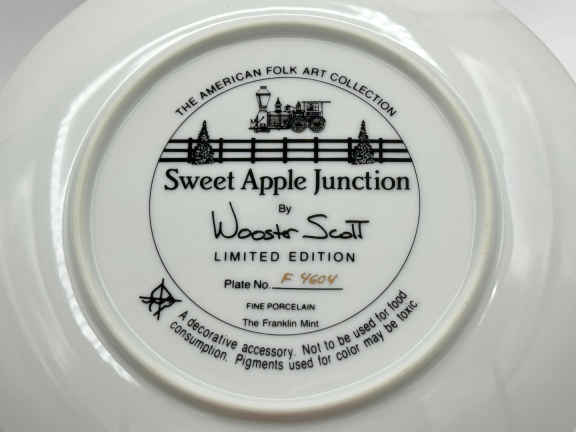 THE AMERICAN FOLK ART COLLECTION
Sweet Apple Junction
By
Wooster Scott
LIMITED EDITION
Plate No. F 4604
FINE PORCELAIN
The Franklin Mint
A decorative accessory. Not to be used for food
consumption. Pigments used for color may be toxic